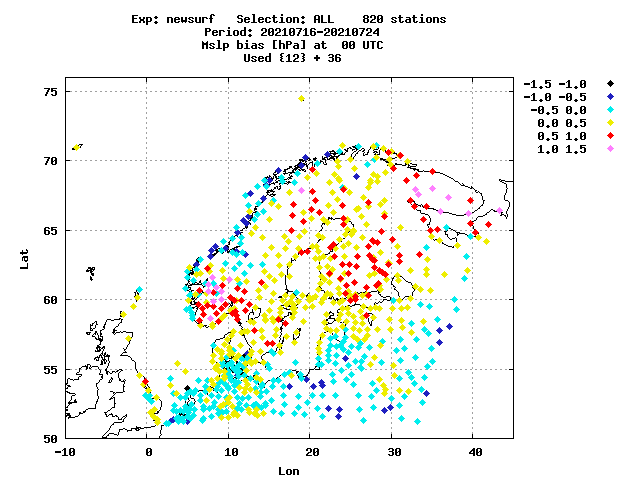 Exp: newsurf   Selection: ALL    820 stations
Period: 20210716-20210724
Mslp bias [hPa] at  00 UTC
Used {12} + 36
-1.5 -1.0
-1.0 -0.5
-0.5 0.0
0.0 0.5
0.5 1.0
1.0 1.5
75
70
65
60
55
50
Lat
-10 0 10 20 30 40
Lon